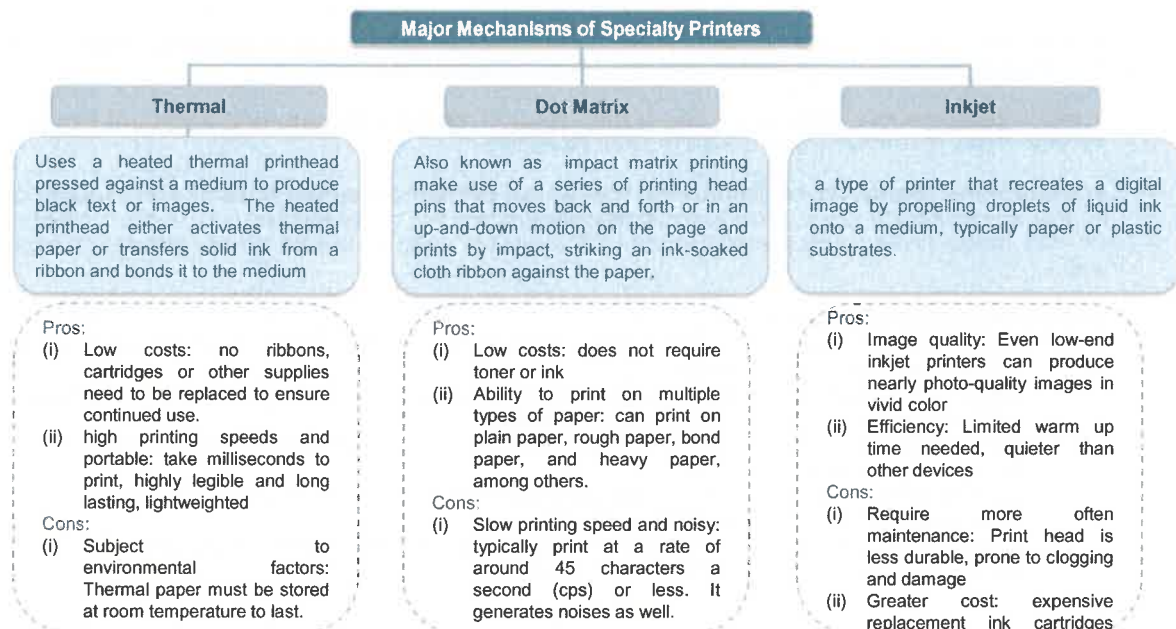 Major Mechanisms of Specialty Printers
Thermal
Uses a heated thermal printhead
pressed against a medium to produce
black text or images. The heated
printhead either activates thermal
paper or transfers solid ink from a
ribbon and bonds it to the medium
Pros:
(i) Low costs: no ribbons,
cartridges or other supplies
need to be replaced to ensure
continued use.
(ii) high printing speeds and
portable: take milliseconds to
print, highly legible and long
lasting, lightweighted
Cons:
(i) Subject to
environmental factors:
Thermal paper must be stored
at room temperature to last.
Dot Matrix
Also known as impact matrix printing
make use of a series of printing head
pins that moves back and forth or in an
up-and-down motion on the page and
prints by impact, striking an ink-soaked
cloth ribbon against the paper.
Pros:
(i) Low costs: does not require
toner or ink
(ii) Ability to print on multiple
types of paper: can print on
plain paper, rough paper, bond
paper, and heavy paper,
among others.
Cons:
(i) Slow printing speed and noisy:
typically print at a rate of
around 45 characters a
second (cps) or less. It
generates noises as well.
Inkjet
a type of printer that recreates a digital
image by propelling droplets of liquid ink
onto a medium, typically paper or plastic
substrates.
Pros:
(i) Image quality: Even low-end
inkjet printers can produce
nearly photo-quality images in
vivid color
(ii) Efficiency: Limited warm up
time needed, quieter than
other devices
Cons:
(i) Require more often
maintenance: Print head is
less durable, prone to clogging
and damage
(ii) Greater cost: expensive
replacement ink cartridges